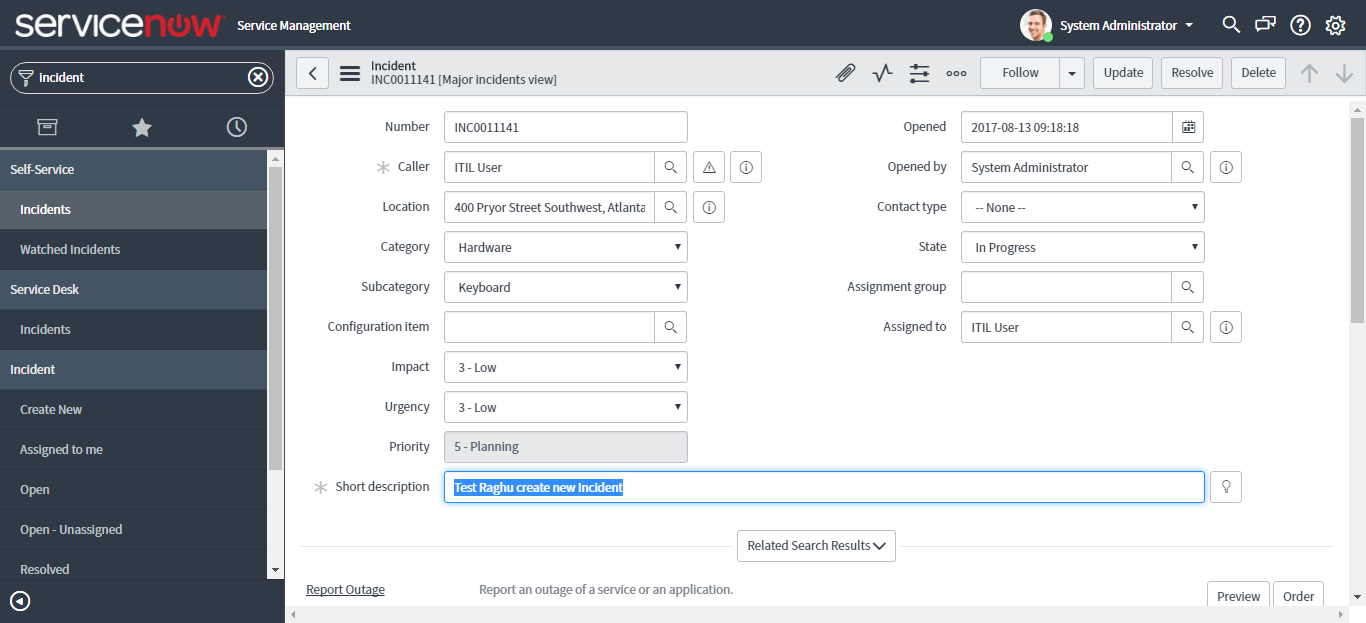 servicenow Service Management
System Administrator
incident
Self-Service
Incidents
Watched Incidents
Service Desk
Incidents
Incident
Create New
Assigned to me
Open
Open - Unassigned
Resolved
Incident
INC0011141 [Major incidents view]
Follow Update Resolve Delete
Number INC0011141
Opened 2017-08-13 09:18:18
Caller ITIL User
Opened by System Administrator
Location 400 Pryor Street Southwest, Atlanta
Contact type -- None --
Category Hardware
State In Progress
Subcategory Keyboard
Assignment group
Configuration item
Assigned to ITIL User
Impact 3 - Low
Urgency 3 - Low
Priority 5 - Planning
Short description Test Raghu create new Incident
Related Search Results
Report Outage Report an outage of a service or an application.
Preview Order